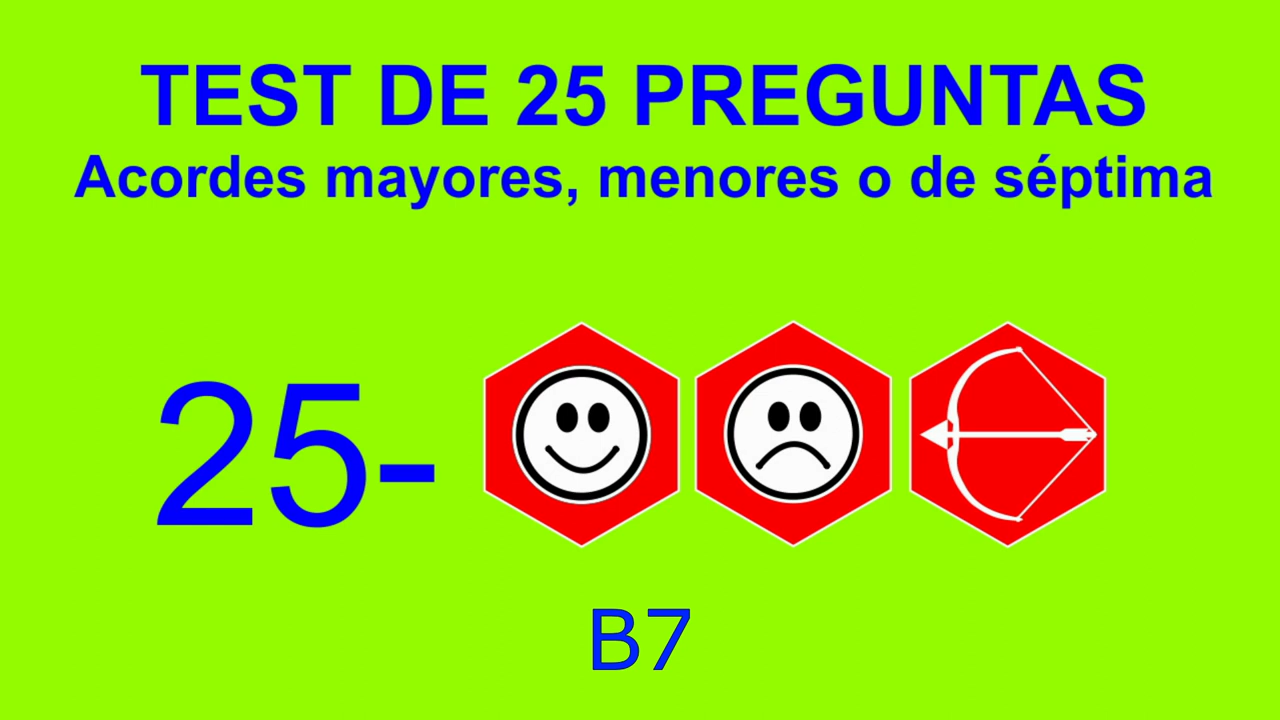 TEST DE 25 PREGUNTAS
Acordes mayores, menores o de séptima
25-
B7